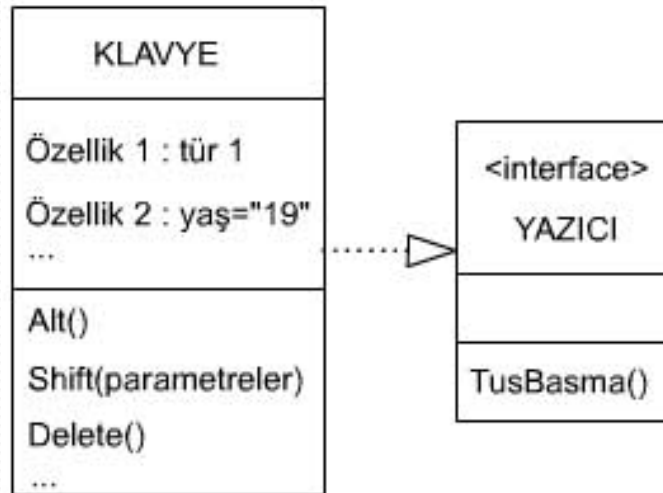 KLAVYE
Özellik 1 : tür 1
Özellik 2 : yaş="19"
...
Alt()
Shift(parametreler)
Delete()
...
<interface>
YAZICI
TusBasma()